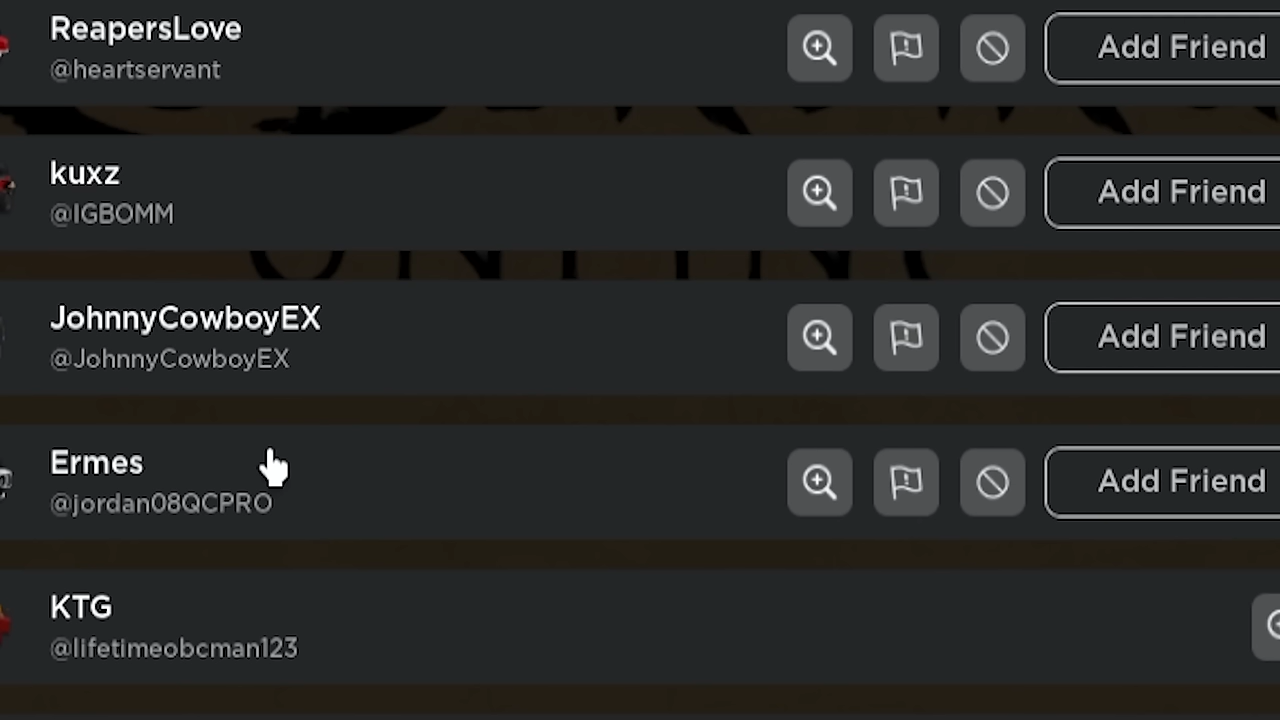 ReapersLove
@heartservant
Add Friend
kuxz
@IGBOMM
Add Friend
JohnnyCowboyEX
@JohnnyCowboyEX
Add Friend
Ermes
@jordan08QCPRO
Add Friend
KTG
@lifetimeobcman123